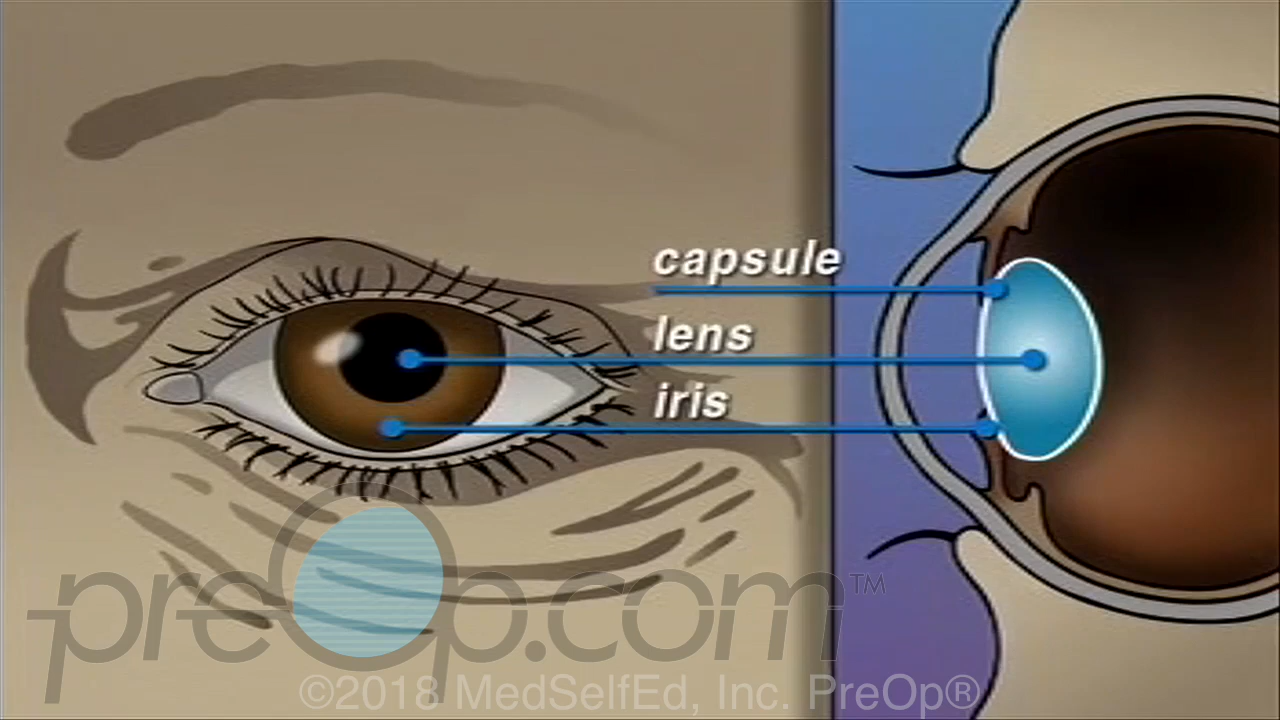 capsule
lens
iris
preOp.com™
©2018 MedSelfEd, Inc. PreOp®